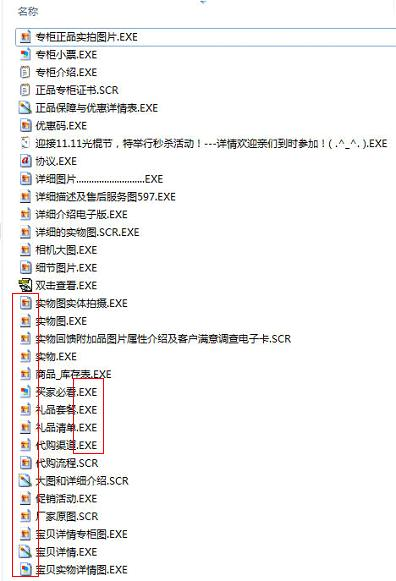 名称
专柜正品实拍图片.EXE
专柜小票.EXE
专柜介绍.EXE
正品专柜证书.SCR
正品保障与优惠详情表.EXE
优惠码.EXE
迎接11.11光棍节，特举行秒杀活动！---详情欢迎亲们到时参加！( .^_^. ).EXE
协议.EXE
详细图片...........................EXE
详细描述及售后服务图597.EXE
详细介绍电子版.EXE
详细的实物图.SCR.EXE
相机大图.EXE
细节图片.EXE
双击查看.EXE
实物图实体拍摄.EXE
实物图.EXE
实物回馈附加品图片属性介绍及客户满意调查电子卡.SCR
实物.EXE
商品_库存表.EXE
买家必看.EXE
礼品套餐.EXE
礼品清单.EXE
代购渠道.EXE
代购流程.SCR
大图和详细介绍.SCR
促销活动.EXE
厂家原图.SCR
宝贝详情专柜图.EXE
宝贝详情.EXE
宝贝实物详情图.EXE